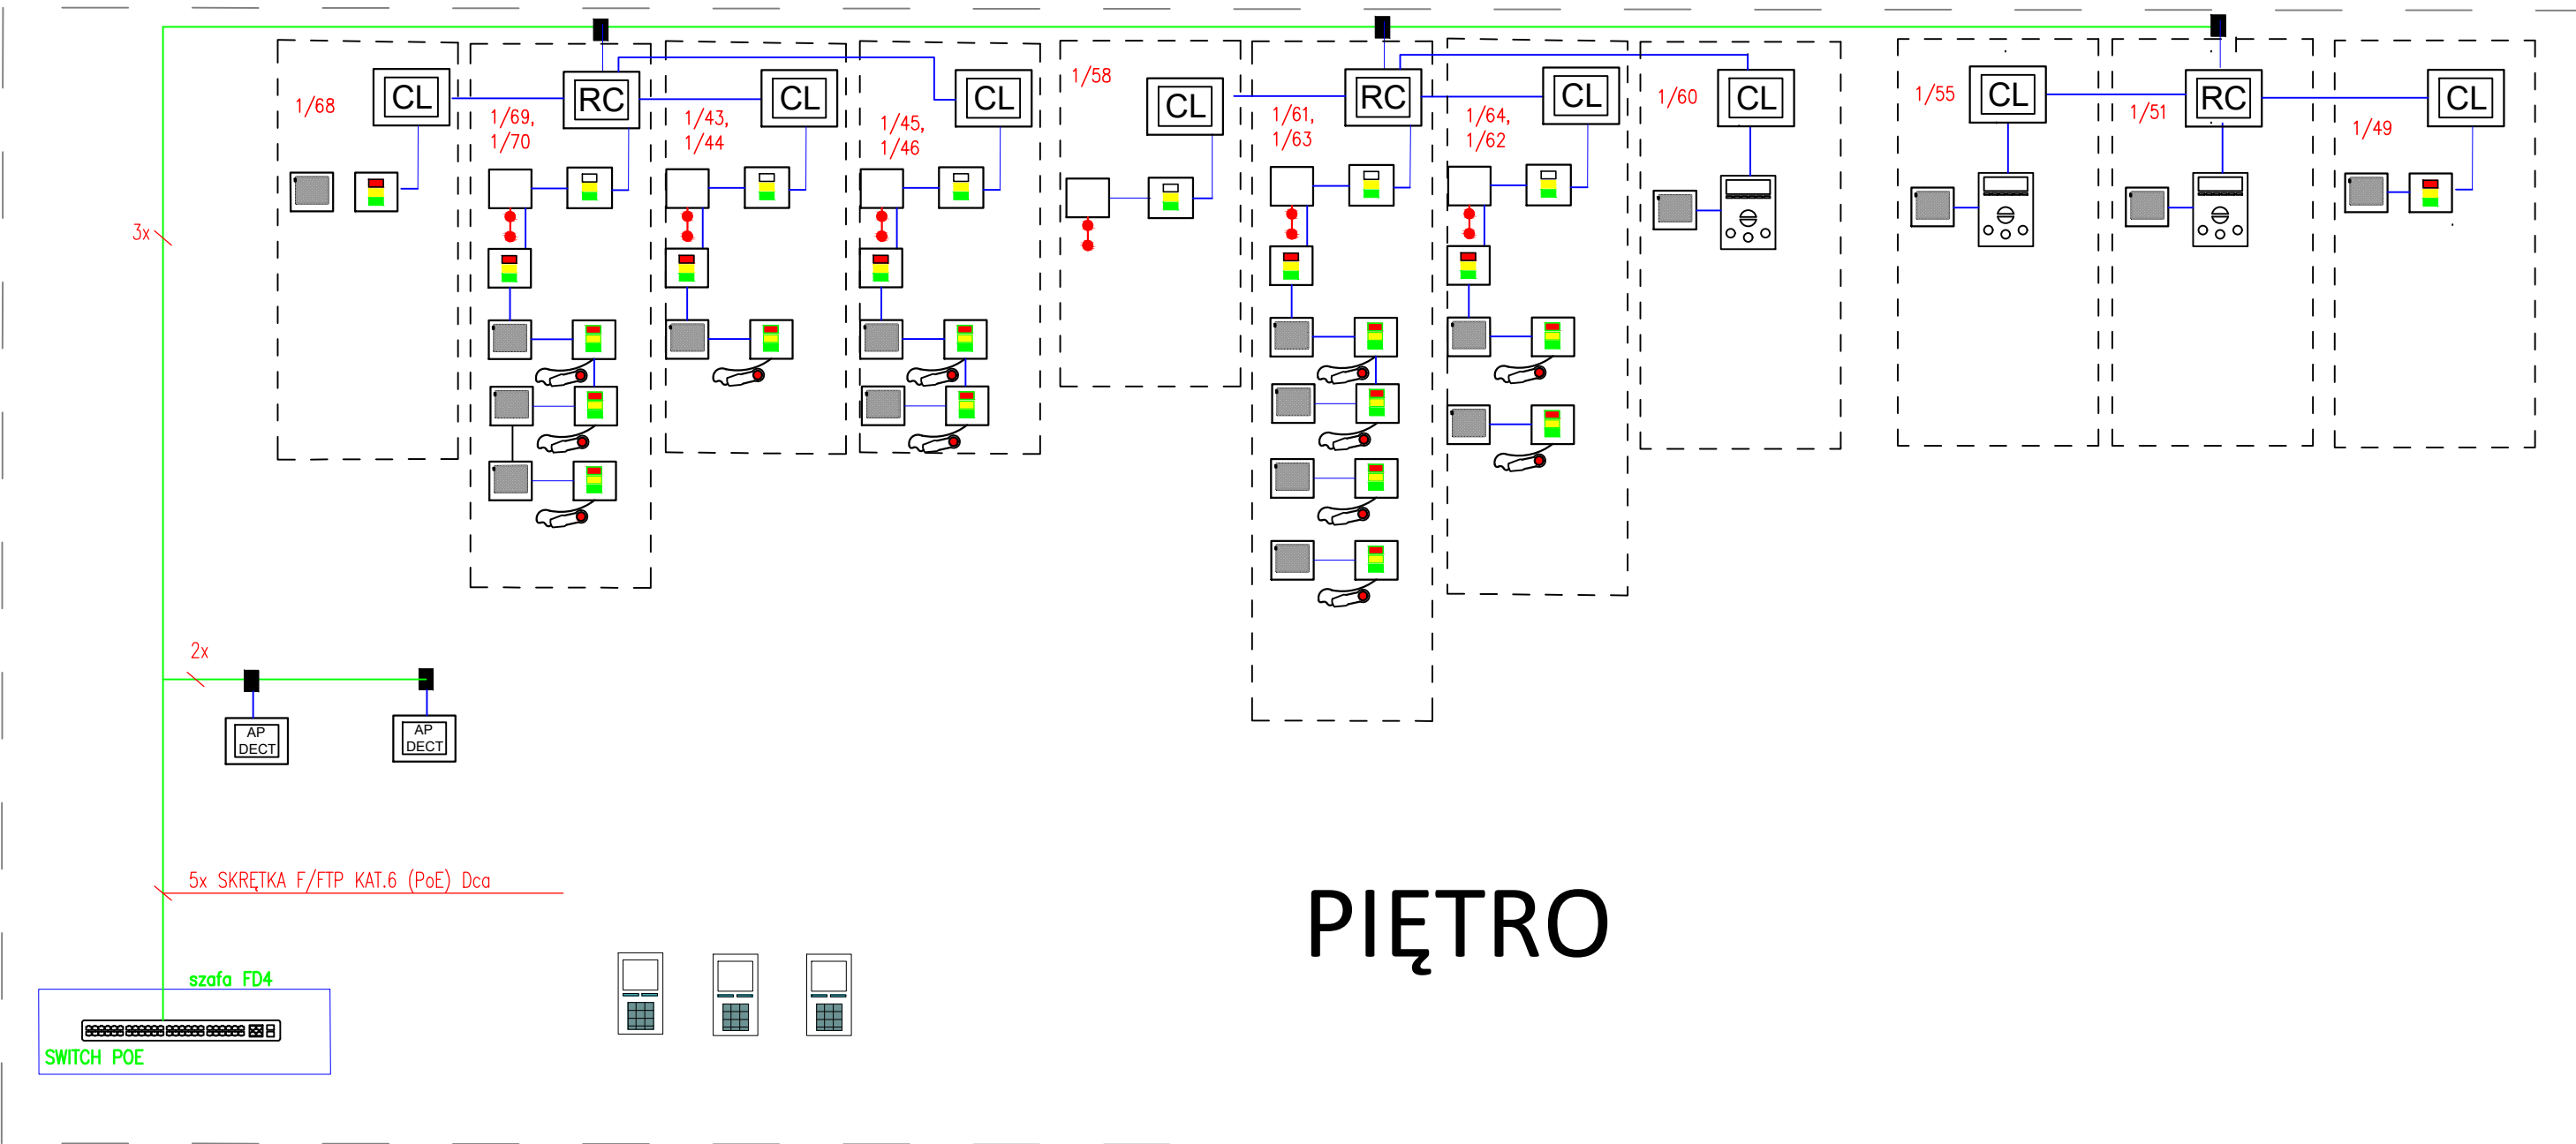 1/68
CL
1/69,
1/70
RC
1/43,
1/44
CL
1/45,
1/46
CL
1/58
CL
1/61,
1/63
RC
1/64,
1/62
CL
1/60
CL
1/55
CL
1/51
RC
1/49
CL
3x
2x
AP
DECT
AP
DECT
5x SKRĘTKA F/FTP KAT.6 (PoE) Dca
PIĘTRO
szafa FD4
SWITCH POE